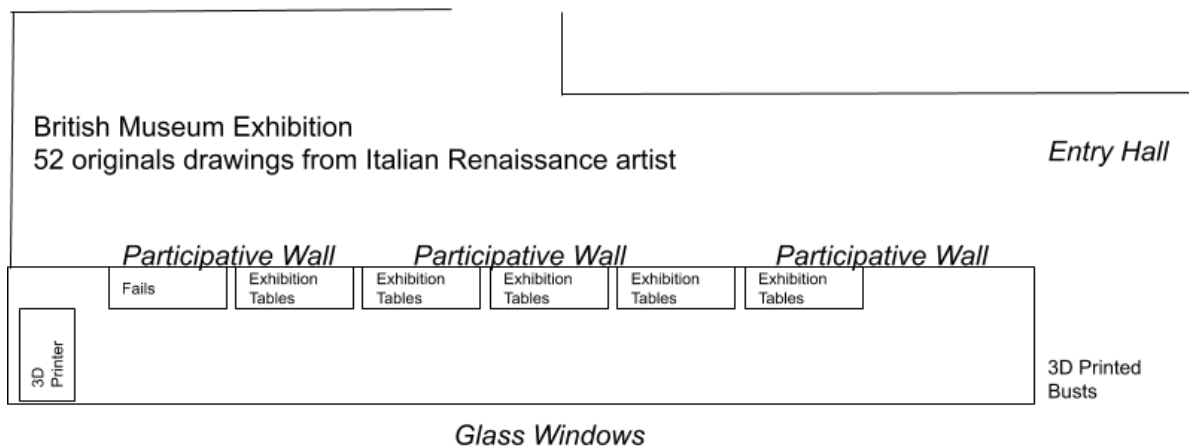 British Museum Exhibition
52 originals drawings from Italian Renaissance artist
Entry Hall
Participative Wall
Participative Wall
Participative Wall
Fails
Exhibition
Tables
Exhibition
Tables
Exhibition
Tables
Exhibition
Tables
Exhibition
Tables
3D
Printer
3D Printed
Busts
Glass Windows